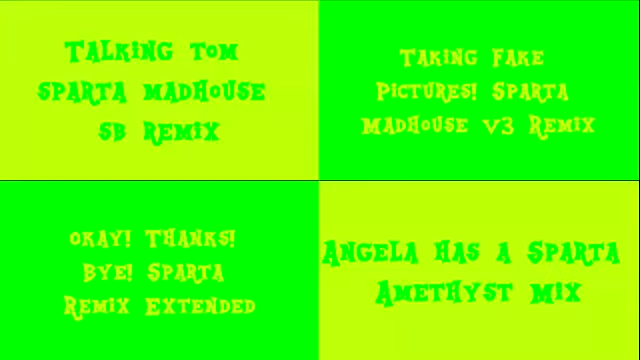 Talking Tom
Sparta Madhouse
SB Remix
Taking Fake
Pictures! Sparta
Madhouse V3 Remix
Okay! Thanks!
Bye! Sparta
Remix Extended
Angela Has a Sparta
Amethyst Mix